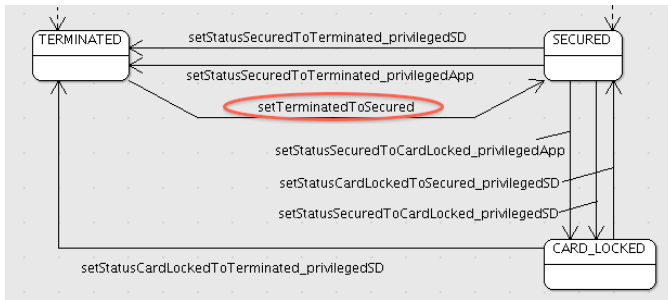 setStatusSecuredToTerminated_privilegedSD
TERMINATED
SECURED
setStatusSecuredToTerminated_privilegedApp
setTerminatedToSecured
setStatusSecuredToCardLocked_privilegedApp
setStatusCardLockedToSecured_privilegedSD
setStatusSecuredToCardLocked_privilegedSD
CARD_LOCKED
setStatusCardLockedToTerminated_privilegedSD